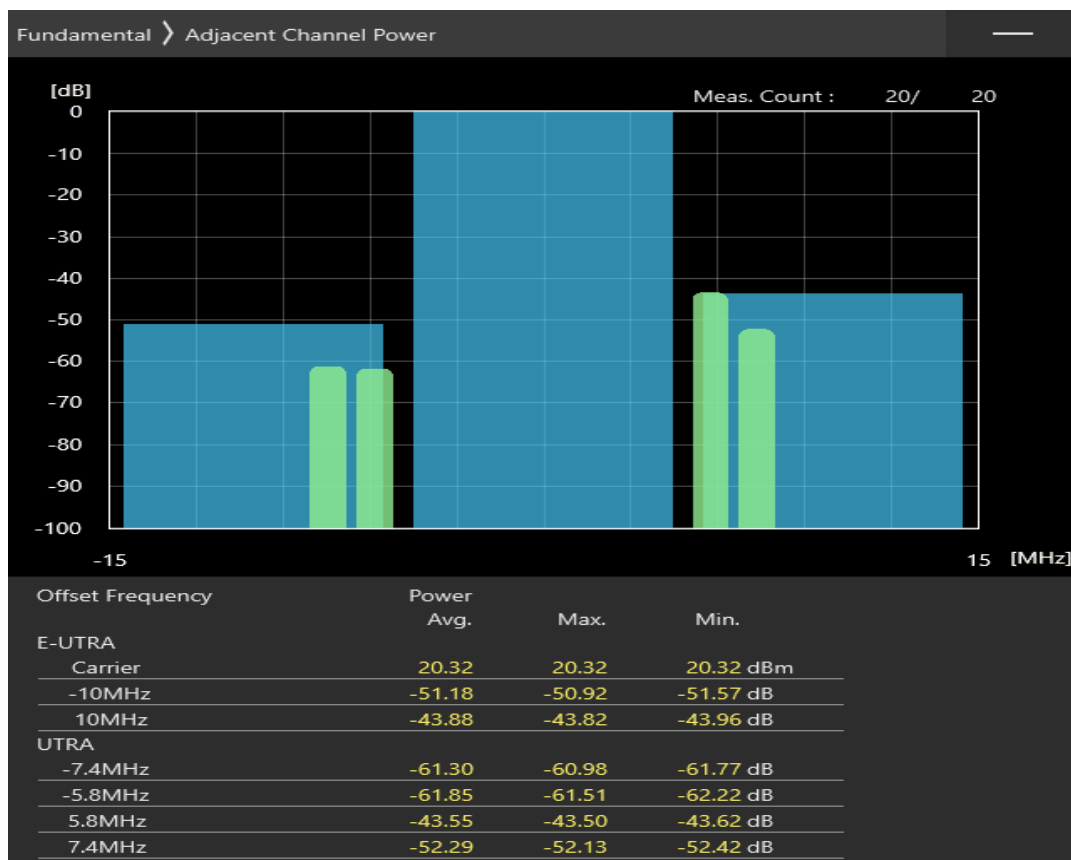 Fundamental ❯ Adjacent Channel Power
[dB]
Meas. Count : 20/ 20
0
-10
-20
-30
-40
-50
-60
-70
-80
-90
-100
-15 15 [MHz]
Offset Frequency Power
Avg. Max. Min.
E-UTRA
Carrier 20.32 20.32 20.32 dBm
-10MHz -51.18 -50.92 -51.57 dB
10MHz -43.88 -43.82 -43.96 dB
UTRA
-7.4MHz -61.30 -60.98 -61.77 dB
-5.8MHz -61.85 -61.51 -62.22 dB
5.8MHz -43.55 -43.50 -43.62 dB
7.4MHz -52.29 -52.13 -52.42 dB